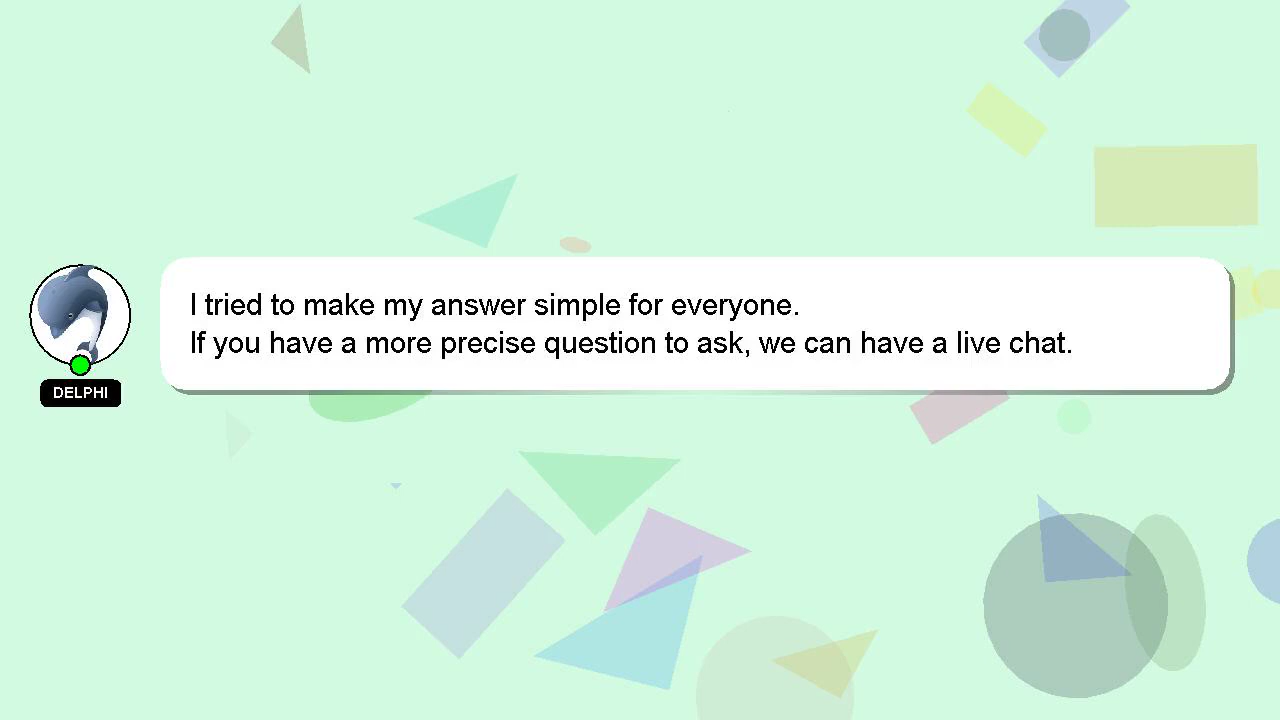 I tried to make my answer simple for everyone.
If you have a more precise question to ask, we can have a live chat.
DELPHI